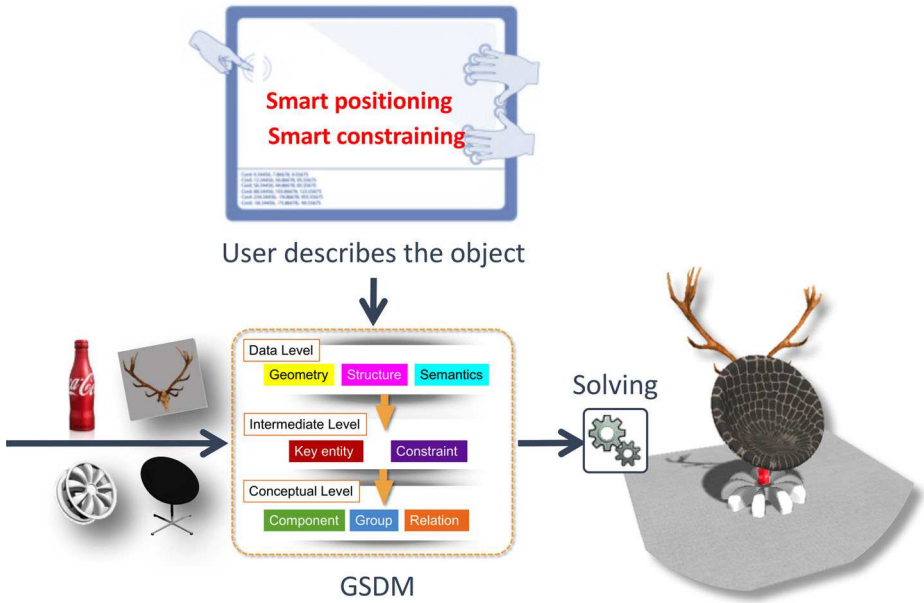 Smart positioning
Smart constraining
User describes the object
Data Level
Geometry Structure Semantics
Intermediate Level
Key entity Constraint
Conceptual Level
Component Group Relation
GSDM
Solving